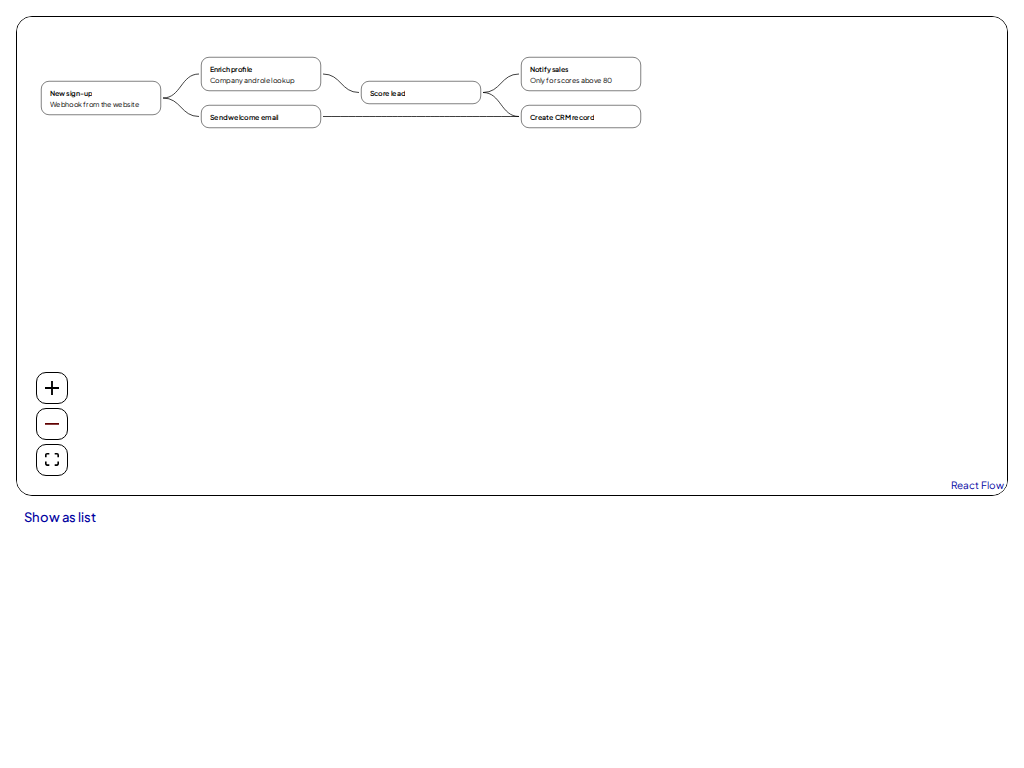 New sign-up
Webhook from the website
Enrich profile
Company and role lookup
Send welcome email
Score lead
Notify sales
Only for scores above 80
Create CRM record
React Flow
Show as list